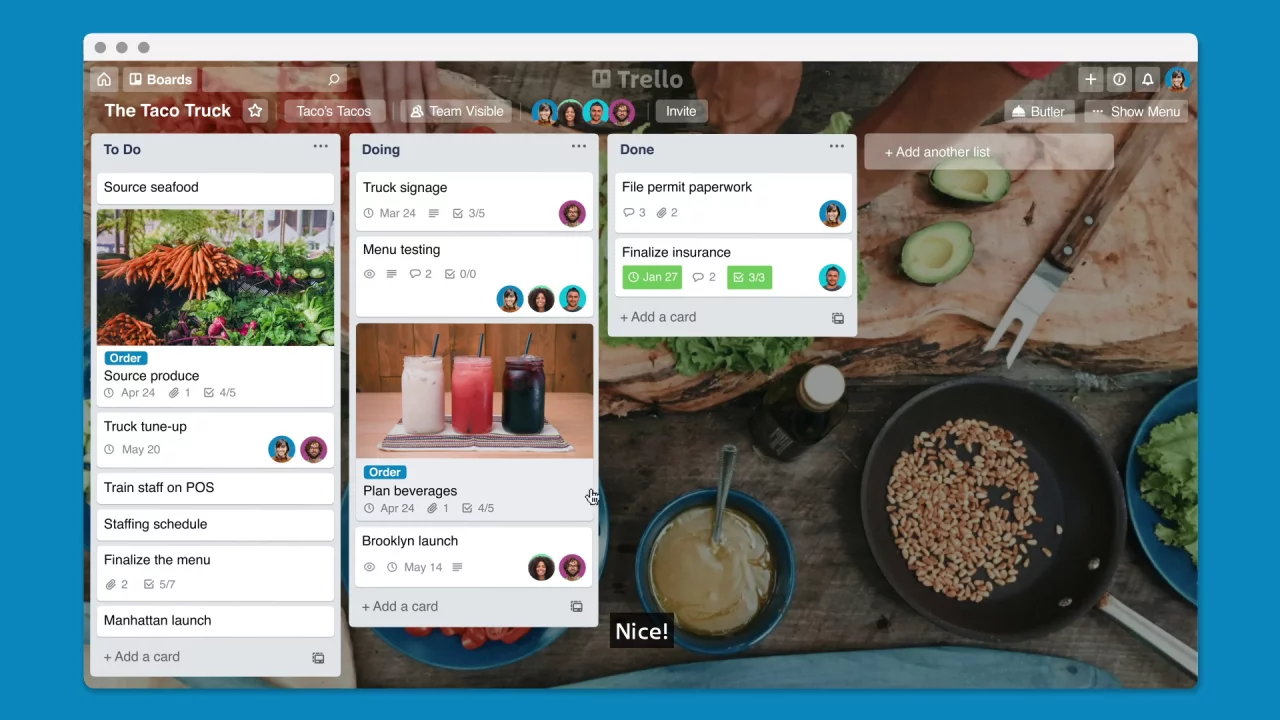 Boards
Trello
The Taco Truck
Taco's Tacos
Team Visible
Invite
Butler
··· Show Menu
To Do
Source seafood
Order
Source produce
Apr 24 1 4/5
Truck tune-up
May 20
Train staff on POS
Staffing schedule
Finalize the menu
2 5/7
Manhattan launch
+ Add a card
Doing
Truck signage
Mar 24 3/5
Menu testing
2 0/0
Order
Plan beverages
Apr 24 1 4/5
Brooklyn launch
May 14
+ Add a card
Done
File permit paperwork
3 2
Finalize insurance
Jan 27 2 3/3
+ Add a card
+ Add another list
Nice!